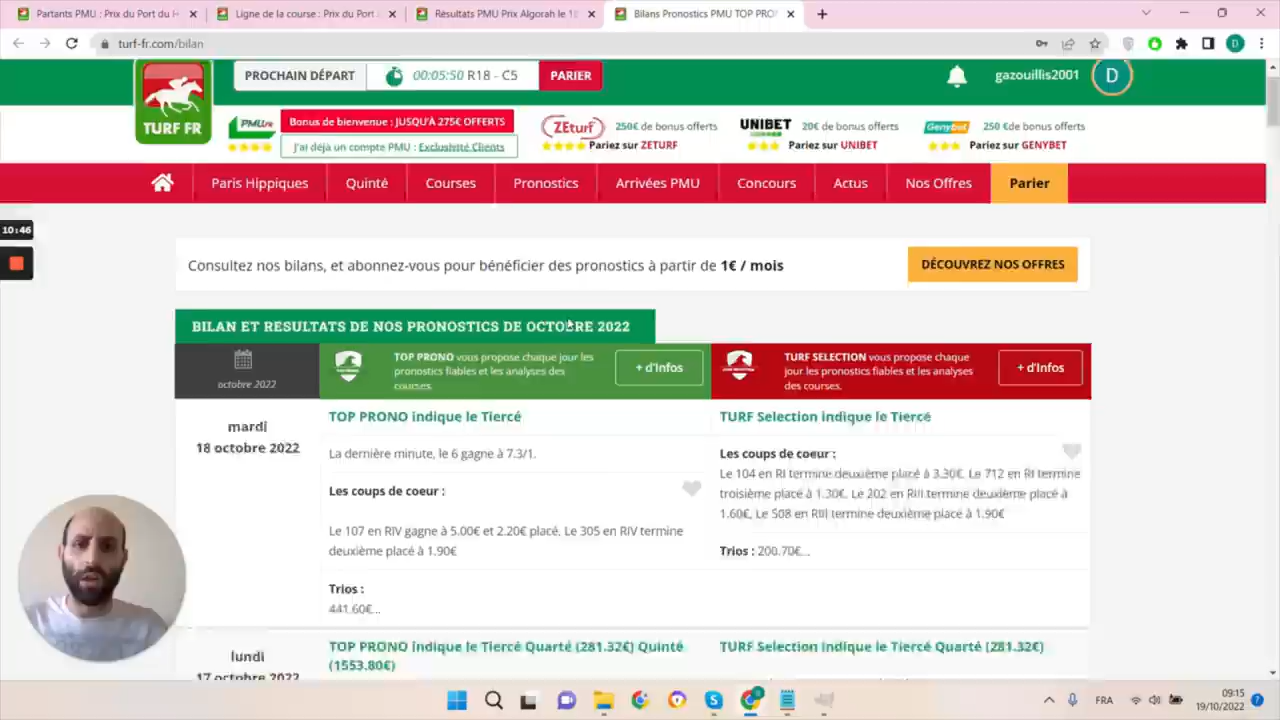 Partants PMU : Prix du Port du H
Ligne de la course : Prix du Port
Résultats PMU Prix Algorah le 18
Bilans Pronostics PMU TOP PRO
turf-fr.com/bilan
D
TURF FR
PROCHAIN DÉPART
00:05:50 R18 - C5
PARIER
gazouillis2001
D
PMU.fr
Bonus de bienvenue : JUSQU'À 275€ OFFERTS
J'ai déjà un compte PMU : Exclusivité Clients
ZEturf
250€ de bonus offerts
Pariez sur ZETURF
UNIBET
20€ de bonus offerts
Pariez sur UNIBET
GenyBet
250 €de bonus offerts
Pariez sur GENYBET
Paris Hippiques
Quinté
Courses
Pronostics
Arrivées PMU
Concours
Actus
Nos Offres
Parier
10:46
Consultez nos bilans, et abonnez-vous pour bénéficier des pronostics à partir de 1€ / mois
DÉCOUVREZ NOS OFFRES
BILAN ET RESULTATS DE NOS PRONOSTICS DE OCTOBRE 2022
octobre 2022
TOP PRONO vous propose chaque jour les
pronostics fiables et les analyses des
courses.
+ d'Infos
TURF SELECTION vous propose chaque
jour les pronostics fiables et les analyses
des courses.
+ d'Infos
mardi
18 octobre 2022
TOP PRONO indique le Tiercé
La dernière minute, le 6 gagne à 7.3/1.
Les coups de coeur :
Le 107 en RIV gagne à 5.00€ et 2.20€ placé. Le 305 en RIV termine
deuxième placé à 1.90€
Trios :
441.60€...
TURF Selection indique le Tiercé
Les coups de coeur :
Le 104 en RI termine deuxième placé à 3.30€. Le 712 en RI termine
troisième placé à 1.30€. Le 202 en RIII termine deuxième placé à
1.60€. Le 508 en RIII termine deuxième placé à 1.90€
Trios : 200.70€...
lundi
17 octobre 2022
TOP PRONO indique le Tiercé Quarté (281.32€) Quinté
(1553.80€)
TURF Selection indique le Tiercé Quarté (281.32€)
FRA
09:15
19/10/2022